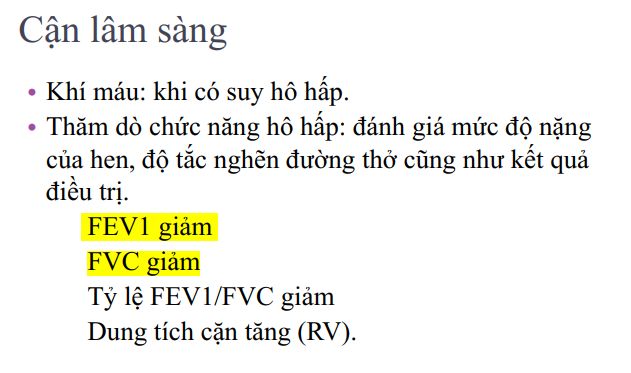 Cận lâm sàng
• Khí máu: khi có suy hô hấp.
• Thăm dò chức năng hô hấp: đánh giá mức độ nặng
của hen, độ tắc nghẽn đường thở cũng như kết quả
điều trị.
FEV1 giảm
FVC giảm
Tỷ lệ FEV1/FVC giảm
Dung tích cặn tăng (RV).